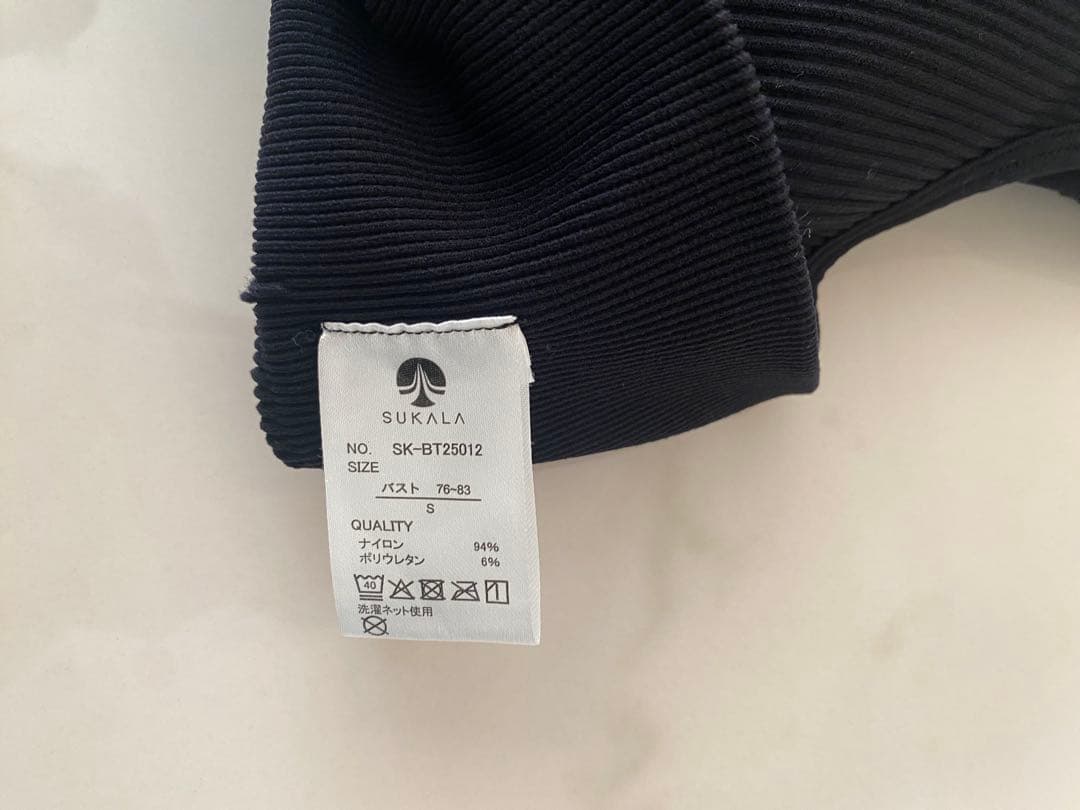 SUKALA
NO. SK-BT25012
SIZE
バスト 76~83
S
QUALITY
ナイロン 94%
ポリウレタン 6%
40
洗濯ネット使用